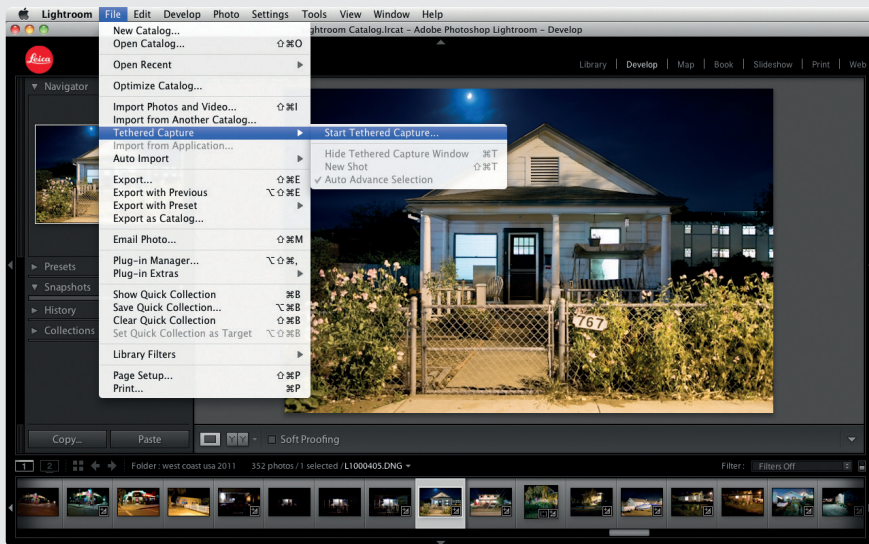 Lightroom File Edit Develop Photo Settings Tools View Window Help
ghtroom Catalog.lrcat – Adobe Photoshop Lightroom – Develop
Leica
Library | Develop | Map | Book | Slideshow | Print | Web
New Catalog...
Open Catalog... ⇧⌘O
Open Recent ▶
Optimize Catalog...
Import Photos and Video... ⇧⌘I
Import from Another Catalog...
Tethered Capture ▶
Import from Application...
Auto Import ▶
Export... ⇧⌘E
Export with Previous ⌥⇧⌘E
Export with Preset ▶
Export as Catalog...
Email Photo... ⇧⌘M
Plug-in Manager... ⌥⇧⌘,
Plug-in Extras ▶
Show Quick Collection ⌘B
Save Quick Collection... ⌥⌘B
Clear Quick Collection ⇧⌘B
Set Quick Collection as Target ⌥⇧⌘B
Library Filters ▶
Page Setup... ⇧⌘P
Print... ⌘P
Start Tethered Capture...
Hide Tethered Capture Window ⌘T
New Shot ⇧⌘T
✓ Auto Advance Selection
▼ Navigator
▶ Presets
▼ Snapshots
▶ History
▶ Collections
767
Copy... Paste
Y Y Soft Proofing
1 2 Folder : west coast usa 2011 352 photos / 1 selected / L1000405.DNG Filter : Filters Off